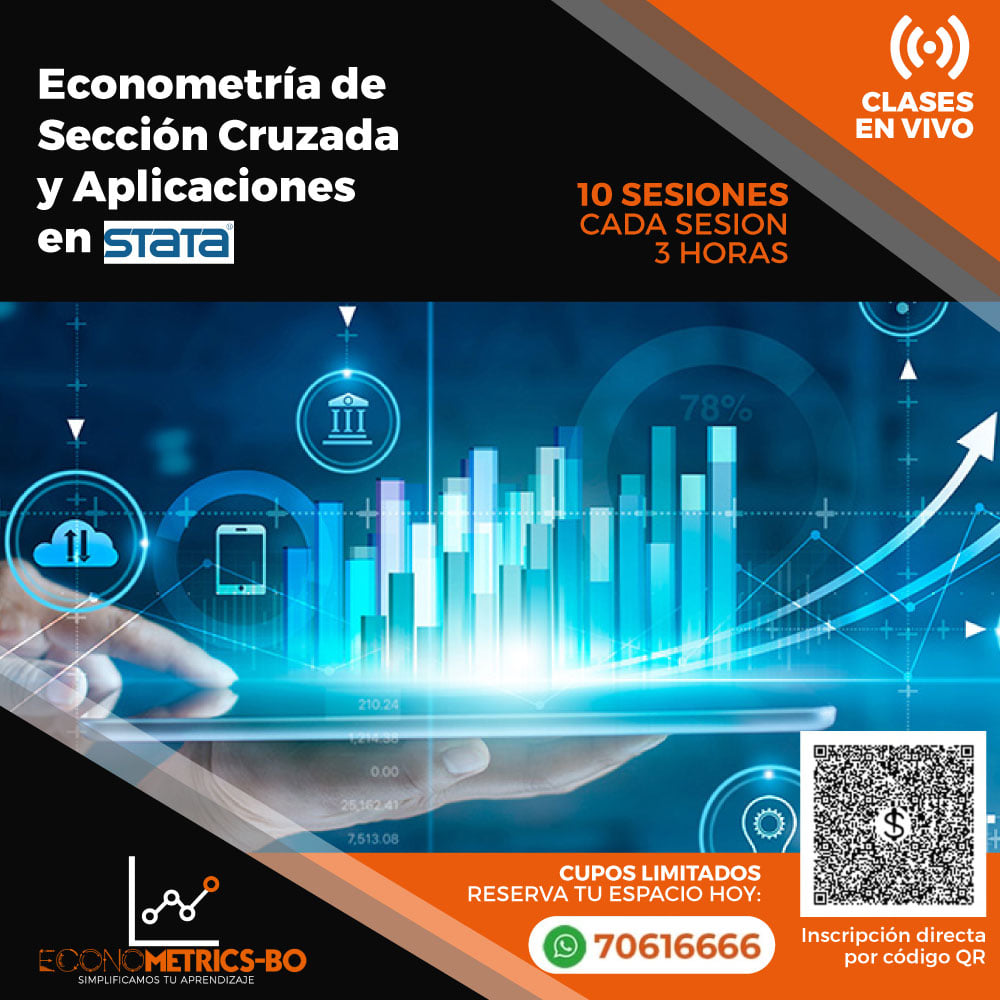 Econometría de
Sección Cruzada
y Aplicaciones
en STATA®
CLASES
EN VIVO
10 SESIONES
CADA SESION
3 HORAS
78%
210.24
1,214.38
0.00
25,162.41
7,513.08
CUPOS LIMITADOS
RESERVA TU ESPACIO HOY:
70616666
$
Inscripción directa
por código QR
ECONOMETRICS-BO
SIMPLIFICAMOS TU APRENDIZAJE